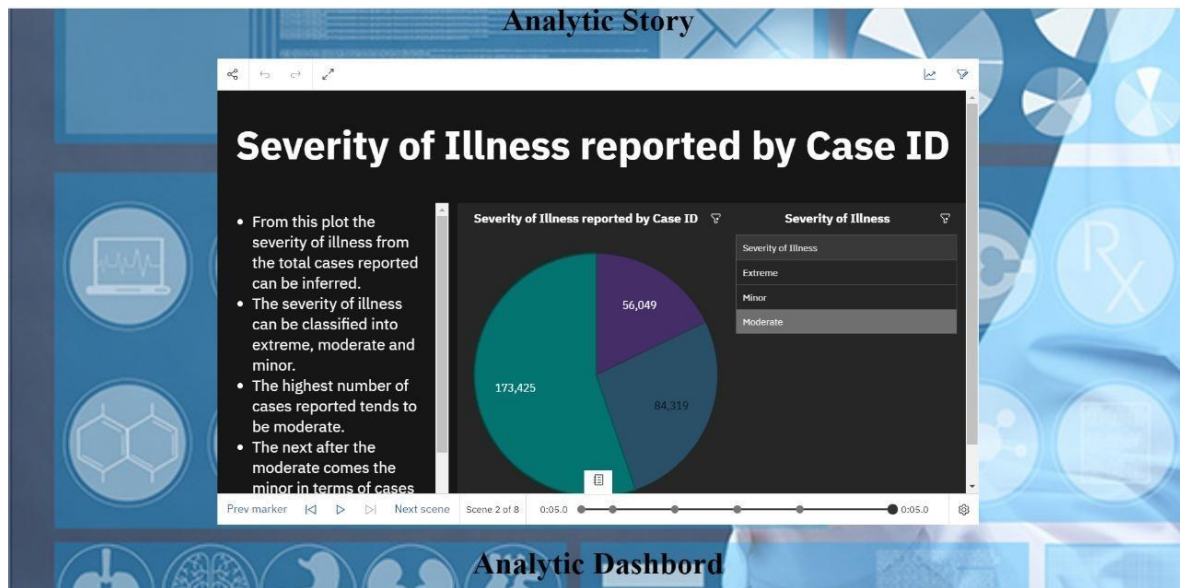 Analytic Story
Severity of Illness reported by Case ID
From this plot the
severity of illness from
the total cases reported
can be inferred.
The severity of illness
can be classified into
extreme, moderate and
minor.
The highest number of
cases reported tends to
be moderate.
The next after the
moderate comes the
minor in terms of cases
Severity of Illness reported by Case ID
56,049
84,319
173,425
Severity of Illness
Severity of Illness
Extreme
Minor
Moderate
Prev marker
Next scene
Scene 2 of 8
0:05.0
0:05.0
Rx
Analytic Dashbord